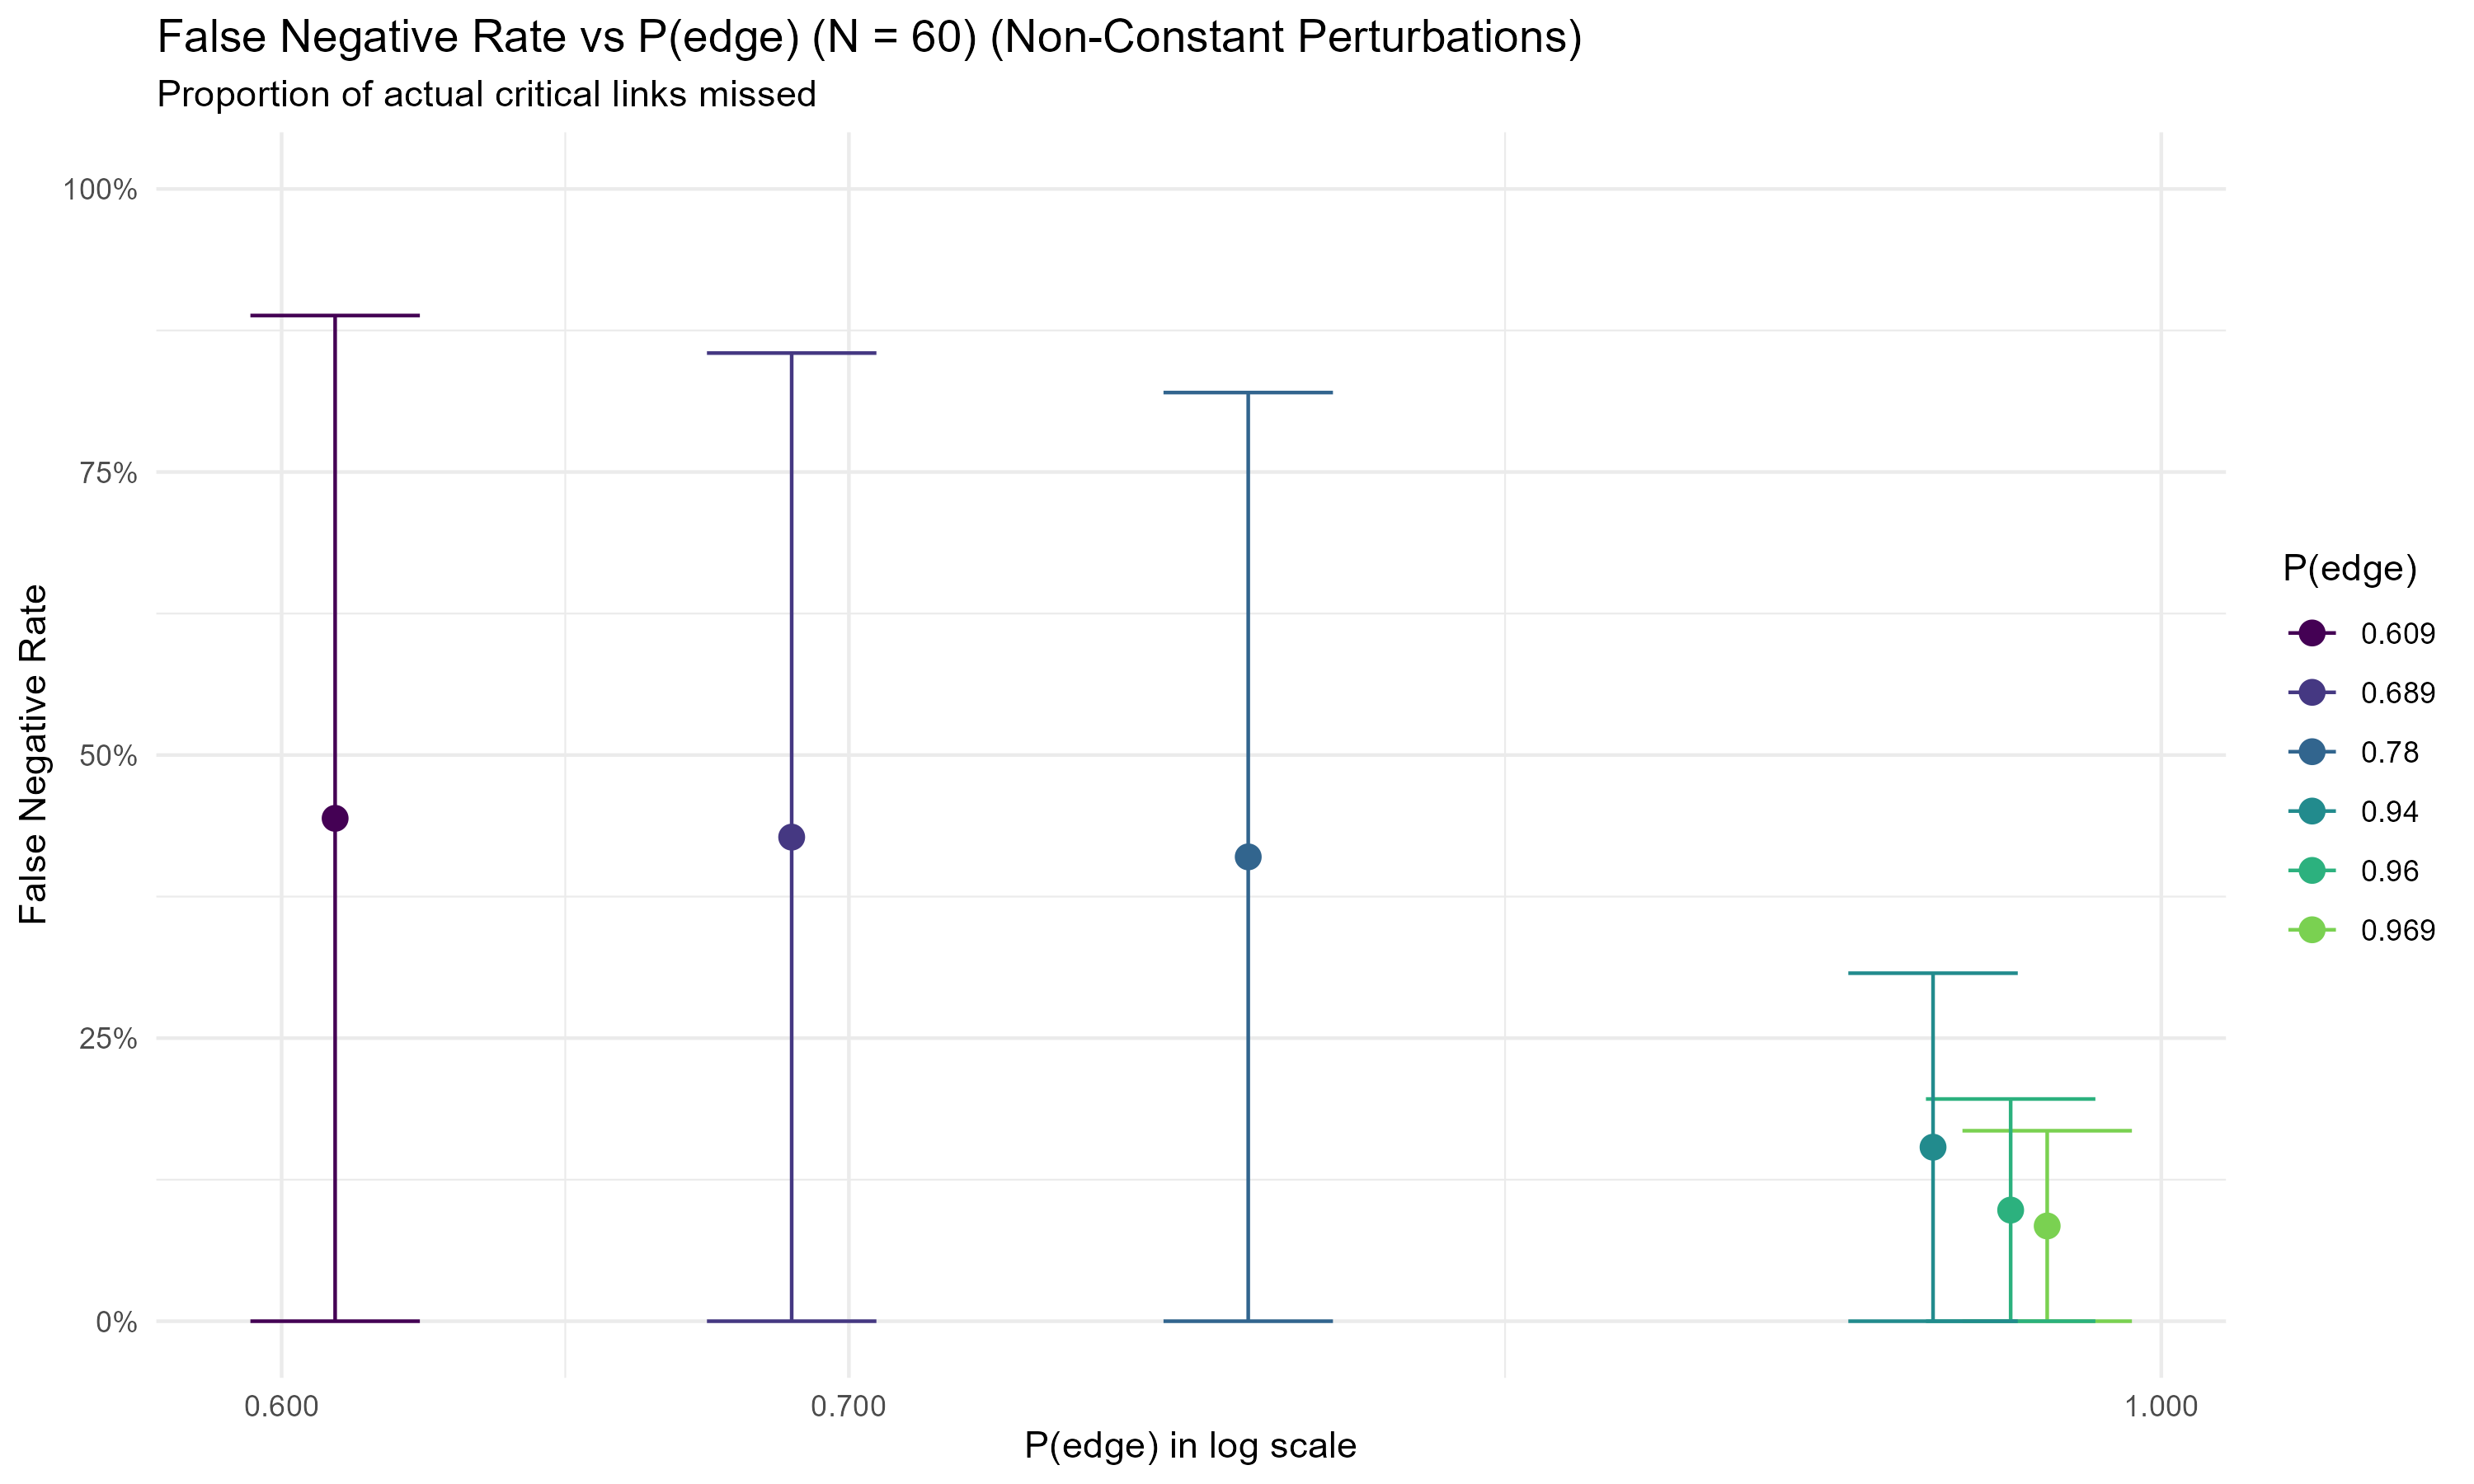 False Negative Rate vs P(edge) (N = 60) (Non-Constant Perturbations)
Proportion of actual critical links missed
100%
75%
50%
25%
0%
False Negative Rate
0.600
0.700
1.000
P(edge) in log scale
P(edge)
0.609
0.689
0.78
0.94
0.96
0.969